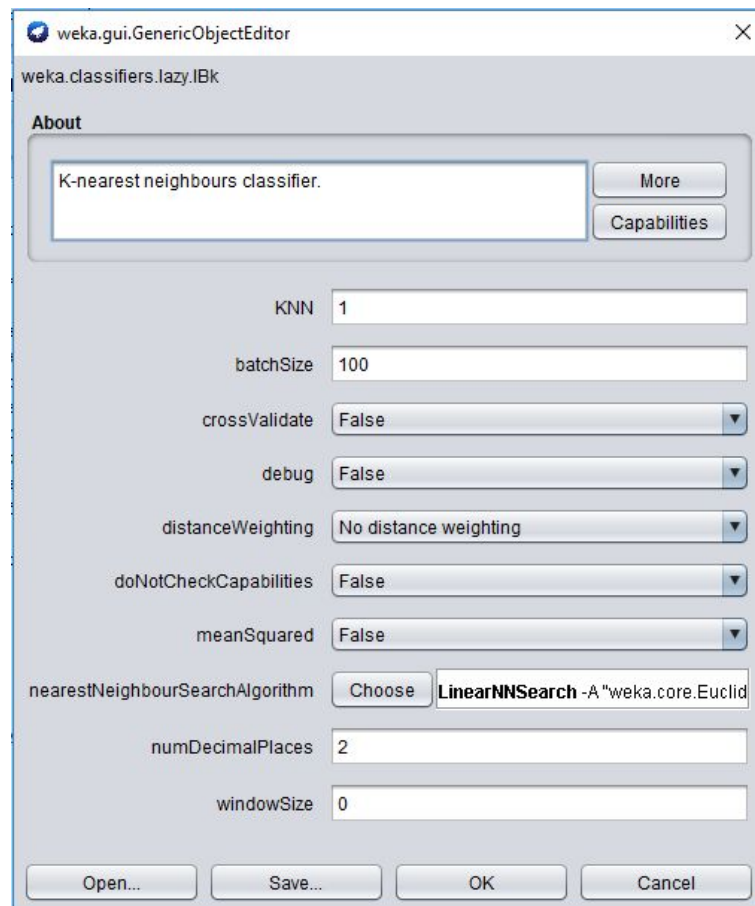 weka.gui.GenericObjectEditor
weka.classifiers.lazy.IBk
About
K-nearest neighbours classifier.
More
Capabilities
KNN 1
batchSize 100
crossValidate False
debug False
distanceWeighting No distance weighting
doNotCheckCapabilities False
meanSquared False
nearestNeighbourSearchAlgorithm Choose LinearNNSearch -A "weka.core.Euclid
numDecimalPlaces 2
windowSize 0
Open... Save... OK Cancel